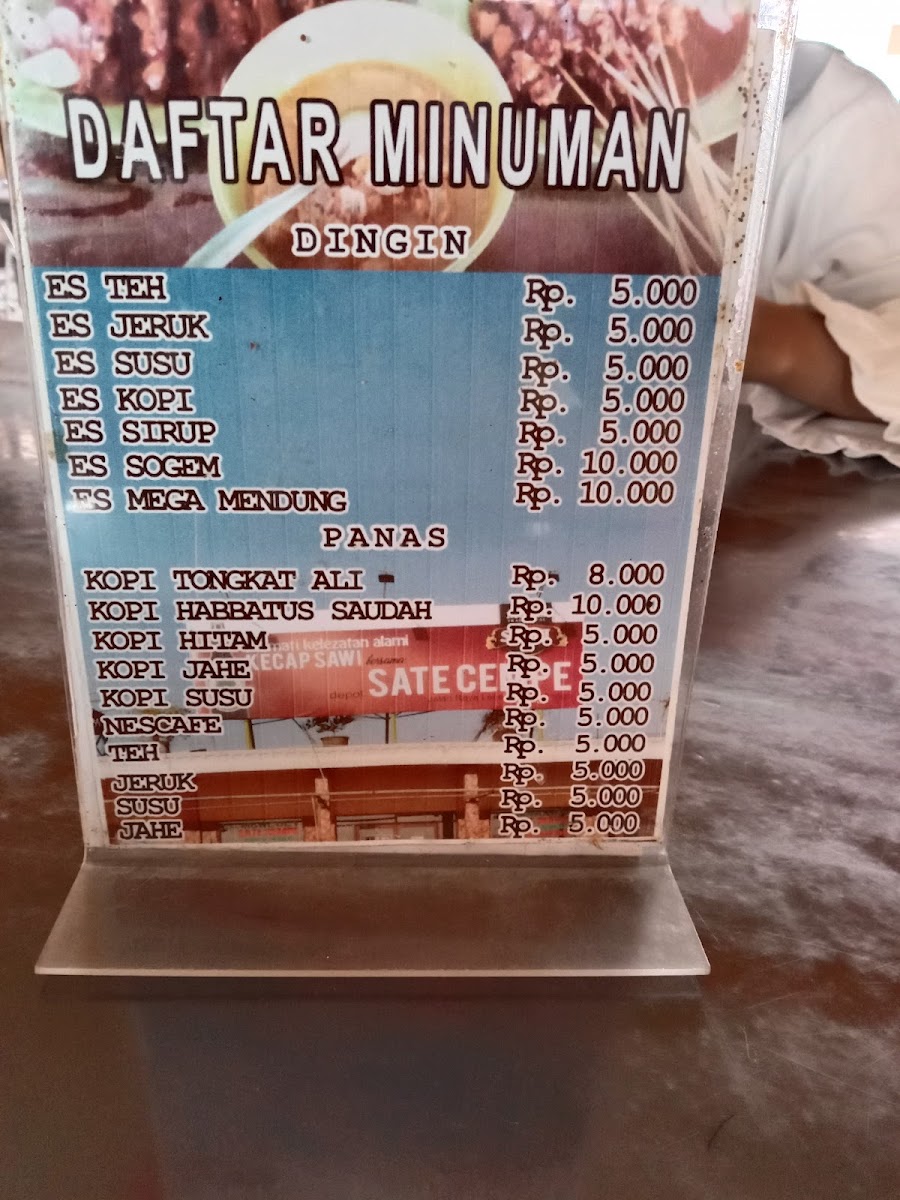 DAFTAR MINUMAN
DINGIN
ES TEH Rp. 5.000
ES JERUK Rp. 5.000
ES SUSU Rp. 5.000
ES KOPI Rp. 5.000
ES SIRUP Rp. 5.000
ES SOGEM Rp. 10.000
ES MEGA MENDUNG Rp. 10.000
PANAS
KOPI TONGKAT ALI Rp. 8.000
KOPI HABBATUS SAUDAH Rp. 10.000
KOPI HITAM Rp. 5.000
KOPI JAHE Rp. 5.000
KOPI SUSU Rp. 5.000
NESCAFE Rp. 5.000
TEH Rp. 5.000
JERUK Rp. 5.000
SUSU Rp. 5.000
JAHE Rp. 5.000
kelezatan alami
KECAP SAWI bersama
depot SATE